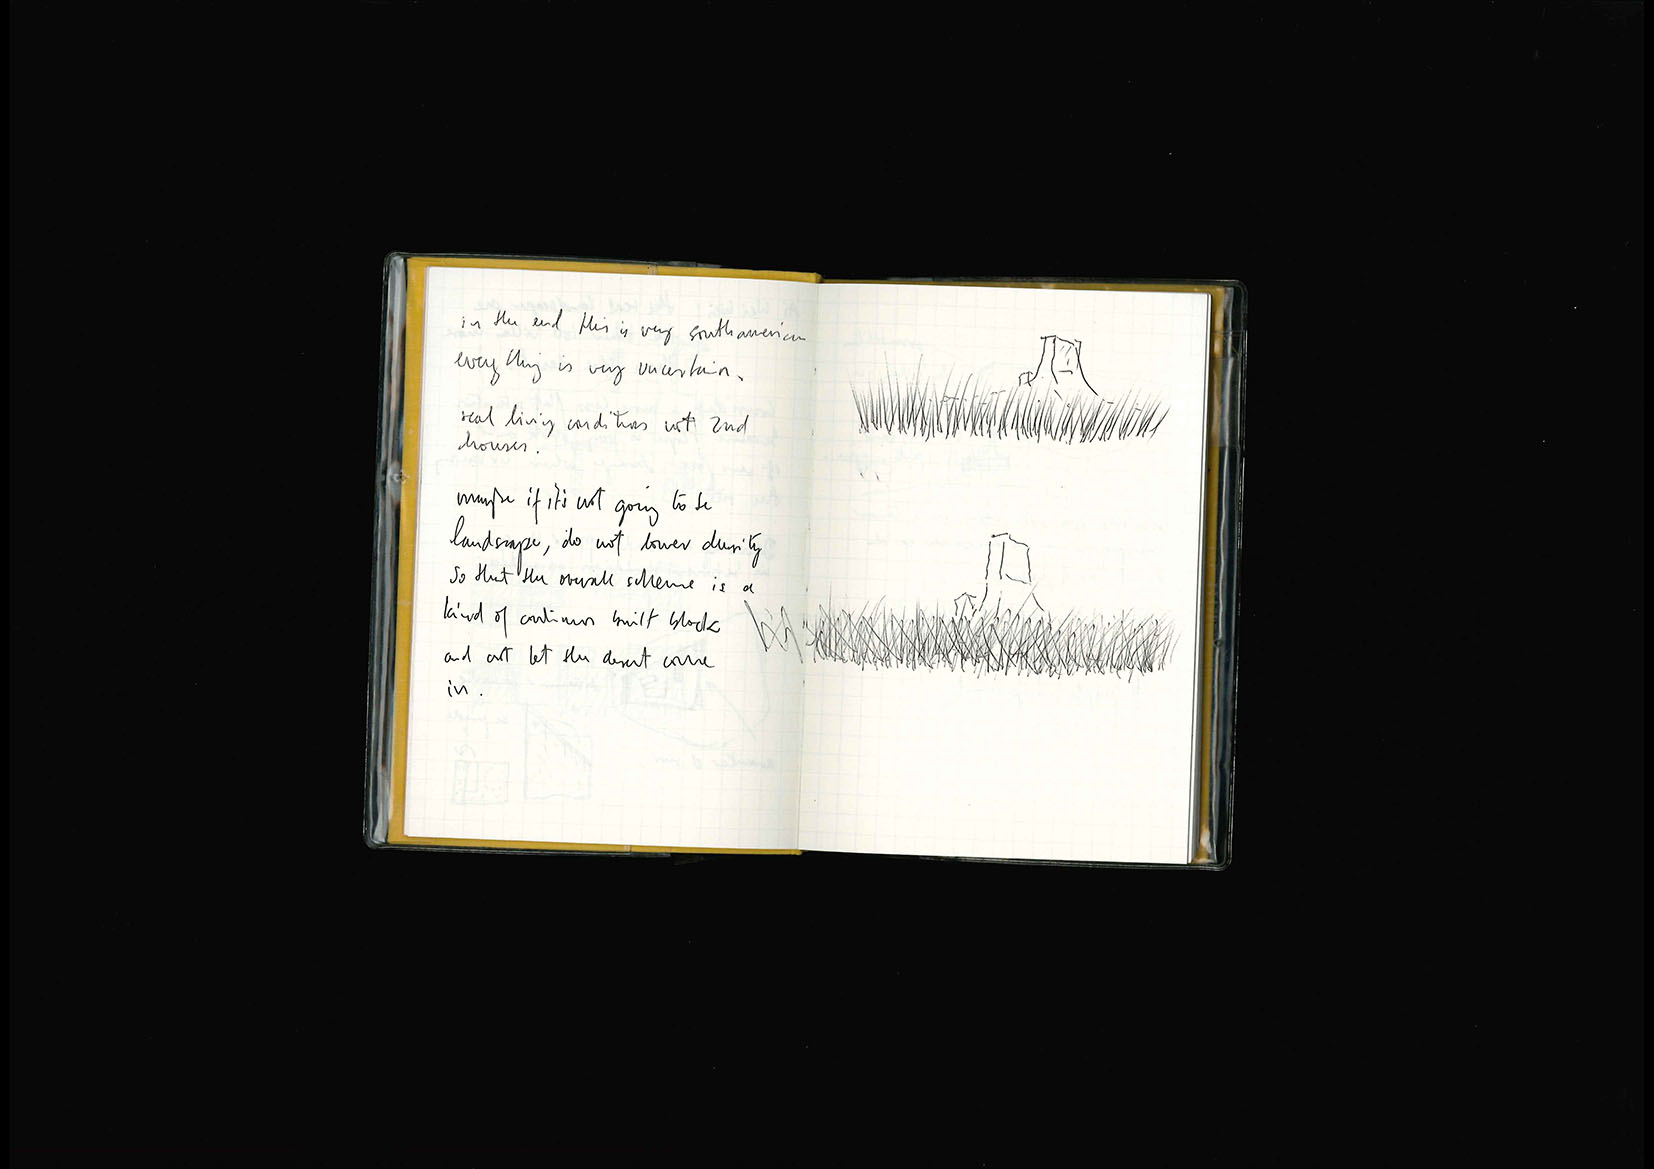 in the end this is very southamerican
everything is very uncertain.
real living conditions not 2nd
houses.
maybe if it's not going to be
landscape, do not lower density
so that the overall scheme is a
kind of continuos built block
and not let the desert come
in.